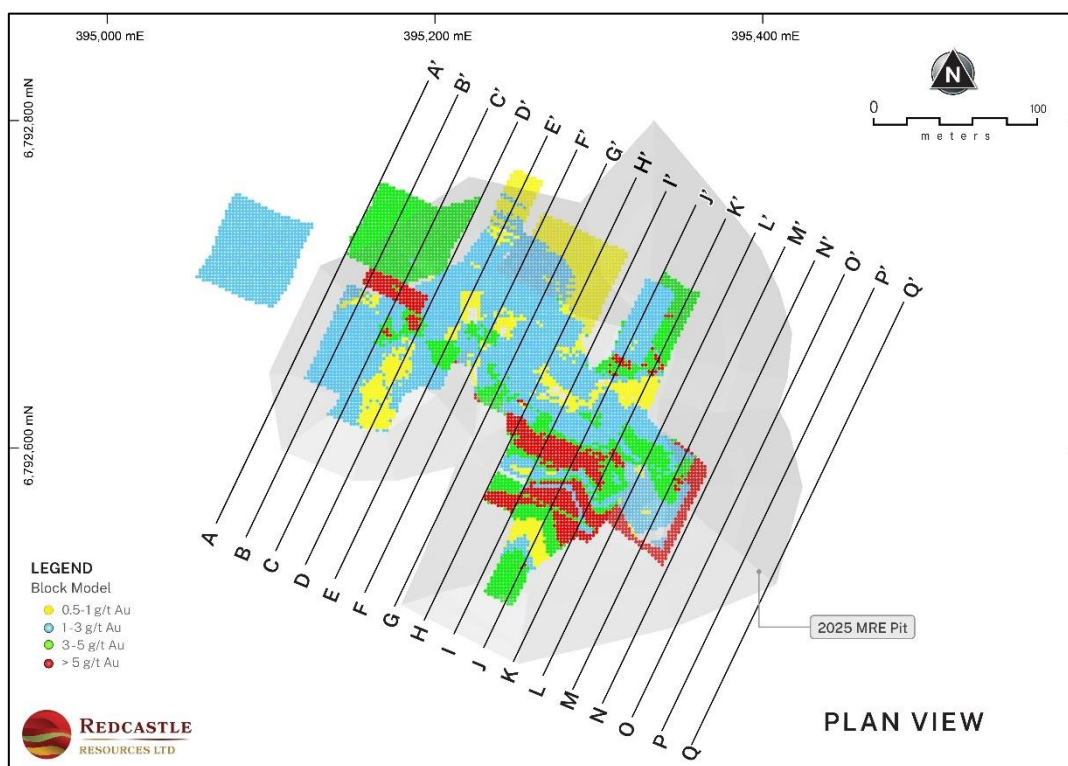 395,000 mE
395,200 mE
395,400 mE
N
0
100
meters
6,792,800 mN
6,792,600 mN
A'
B'
C'
D'
E'
F'
G'
H'
I'
J'
K'
L'
M'
N'
O'
P'
Q'
A
B
C
D
E
F
G
H
I
J
K
L
M
N
O
P
Q
LEGEND
Block Model
0.5-1 g/t Au
1-3 g/t Au
3-5 g/t Au
> 5 g/t Au
2025 MRE Pit
REDCASTLE
RESOURCES LTD
PLAN VIEW